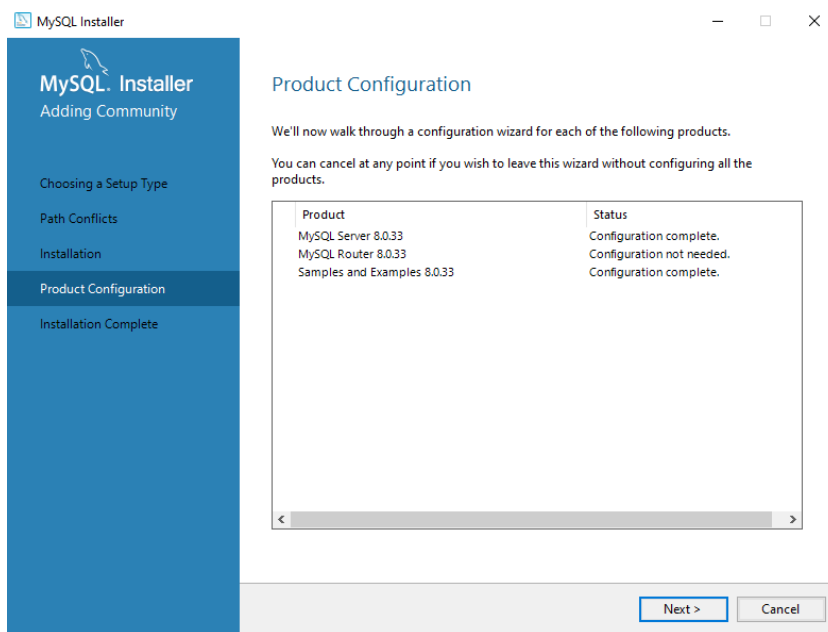 MySQL Installer
MySQL. Installer
Adding Community
Choosing a Setup Type
Path Conflicts
Installation
Product Configuration
Installation Complete
Product Configuration
We'll now walk through a configuration wizard for each of the following products.
You can cancel at any point if you wish to leave this wizard without configuring all the
products.
Product Status
MySQL Server 8.0.33 Configuration complete.
MySQL Router 8.0.33 Configuration not needed.
Samples and Examples 8.0.33 Configuration complete.
Next >
Cancel